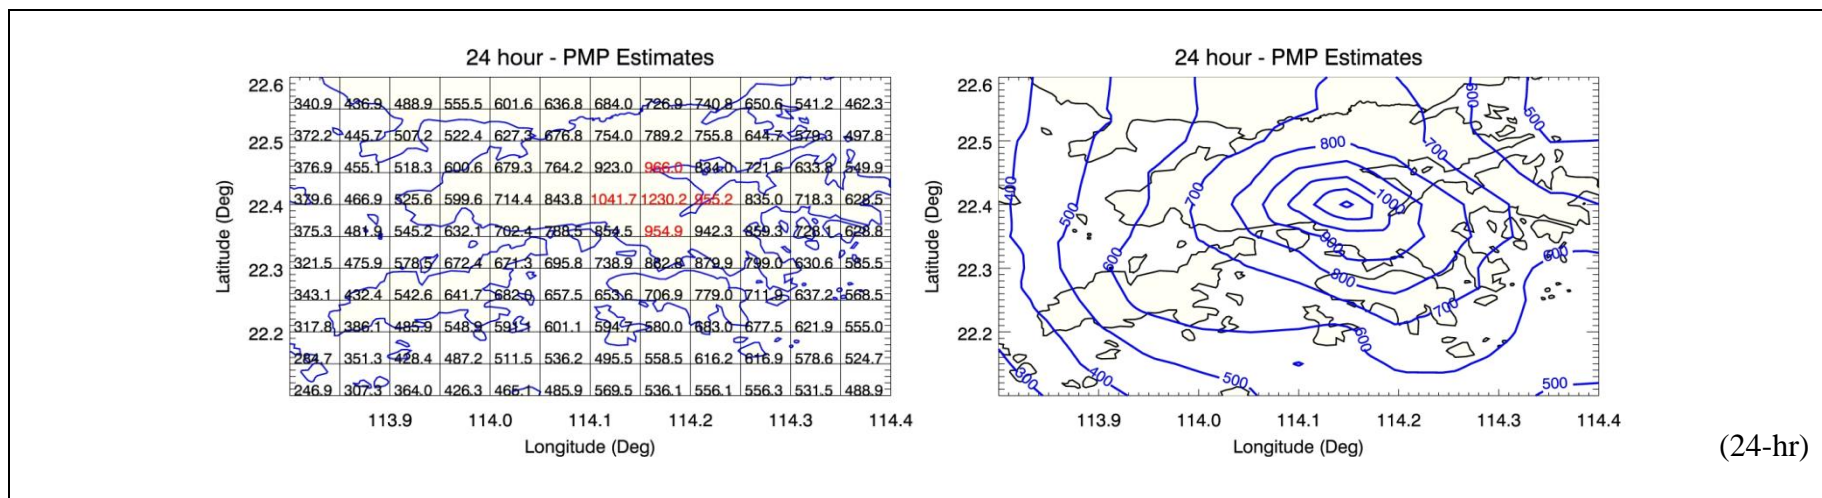 24 hour - PMP Estimates
22.6
340.9 436.9 488.9 555.5 601.6 636.8 684.0 726.9 740.8 650.6 541.2 462.3
372.2 445.7 507.2 522.4 627.3 676.8 754.0 789.2 755.8 644.7 579.3 497.8
22.5
376.9 455.1 518.3 600.6 679.3 764.2 923.0 966.0 834.0 721.6 633.8 549.9
379.6 466.9 525.6 599.6 714.4 843.8 1041.7 1230.2 955.2 835.0 718.3 628.5
22.4
375.3 481.9 545.2 632.1 702.4 788.5 854.5 954.9 942.3 859.3 728.1 628.8
321.5 475.9 578.5 672.4 671.3 695.8 738.9 862.8 879.9 799.0 630.6 585.5
22.3
343.1 432.4 542.6 641.7 682.0 657.5 653.6 706.9 779.0 711.9 637.2 568.5
317.8 386.1 485.9 548.9 591.1 601.1 594.7 580.0 683.0 677.5 621.9 555.0
22.2
284.7 351.3 428.4 487.2 511.5 536.2 495.5 558.5 616.2 616.9 578.6 524.7
246.9 307.3 364.0 426.3 465.1 485.9 569.5 536.1 556.1 556.3 531.5 488.9
113.9 114.0 114.1 114.2 114.3 114.4
Longitude (Deg)
Latitude (Deg)
24 hour - PMP Estimates
22.6
22.5
22.4
22.3
22.2
600
500
800
700
400
500
700
1000
900
600
800
600
700
600
300
400
500
500
113.9 114.0 114.1 114.2 114.3 114.4
Longitude (Deg)
Latitude (Deg)
(24-hr)